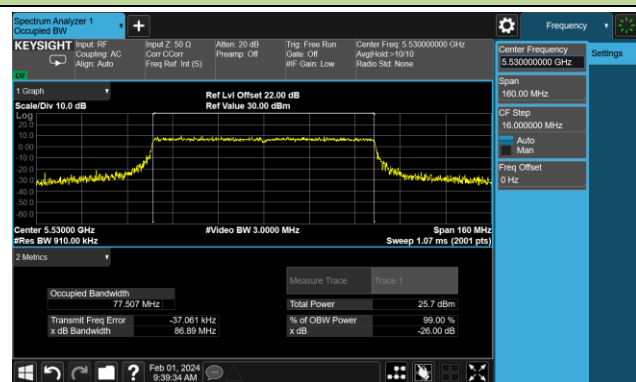 Spectrum Analyzer 1
Occupied BW
+
Frequency
KEYSIGHT
Input: RF
Coupling: AC
Align: Auto
Input Z: 50 Ω
Corr CCorr
Freq Ref: Int (S)
Atten: 20 dB
Preamp: Off
Trig: Free Run
Gate: Off
#IF Gain: Low
Center Freq: 5.530000000 GHz
Avg|Hold:>10/10
Radio Std: None
LW
Center Frequency
5.530000000 GHz
Settings
Span
160.00 MHz
CF Step
16.000000 MHz
Auto
Man
Freq Offset
0 Hz
1 Graph
Scale/Div 10.0 dB
Ref Lvl Offset 22.00 dB
Ref Value 30.00 dBm
Log
20.0
10.0
0.00
-10.0
-20.0
-30.0
-40.0
-50.0
-60.0
Center 5.53000 GHz
#Res BW 910.00 kHz
#Video BW 3.0000 MHz
Span 160 MHz
Sweep 1.07 ms (2001 pts)
2 Metrics
Measure Trace
Trace 1
Occupied Bandwidth
77.507 MHz
Total Power
25.7 dBm
Transmit Freq Error
-37.061 kHz
% of OBW Power
99.00 %
x dB Bandwidth
86.89 MHz
x dB
-26.00 dB
?
Feb 01, 2024
9:39:34 AM